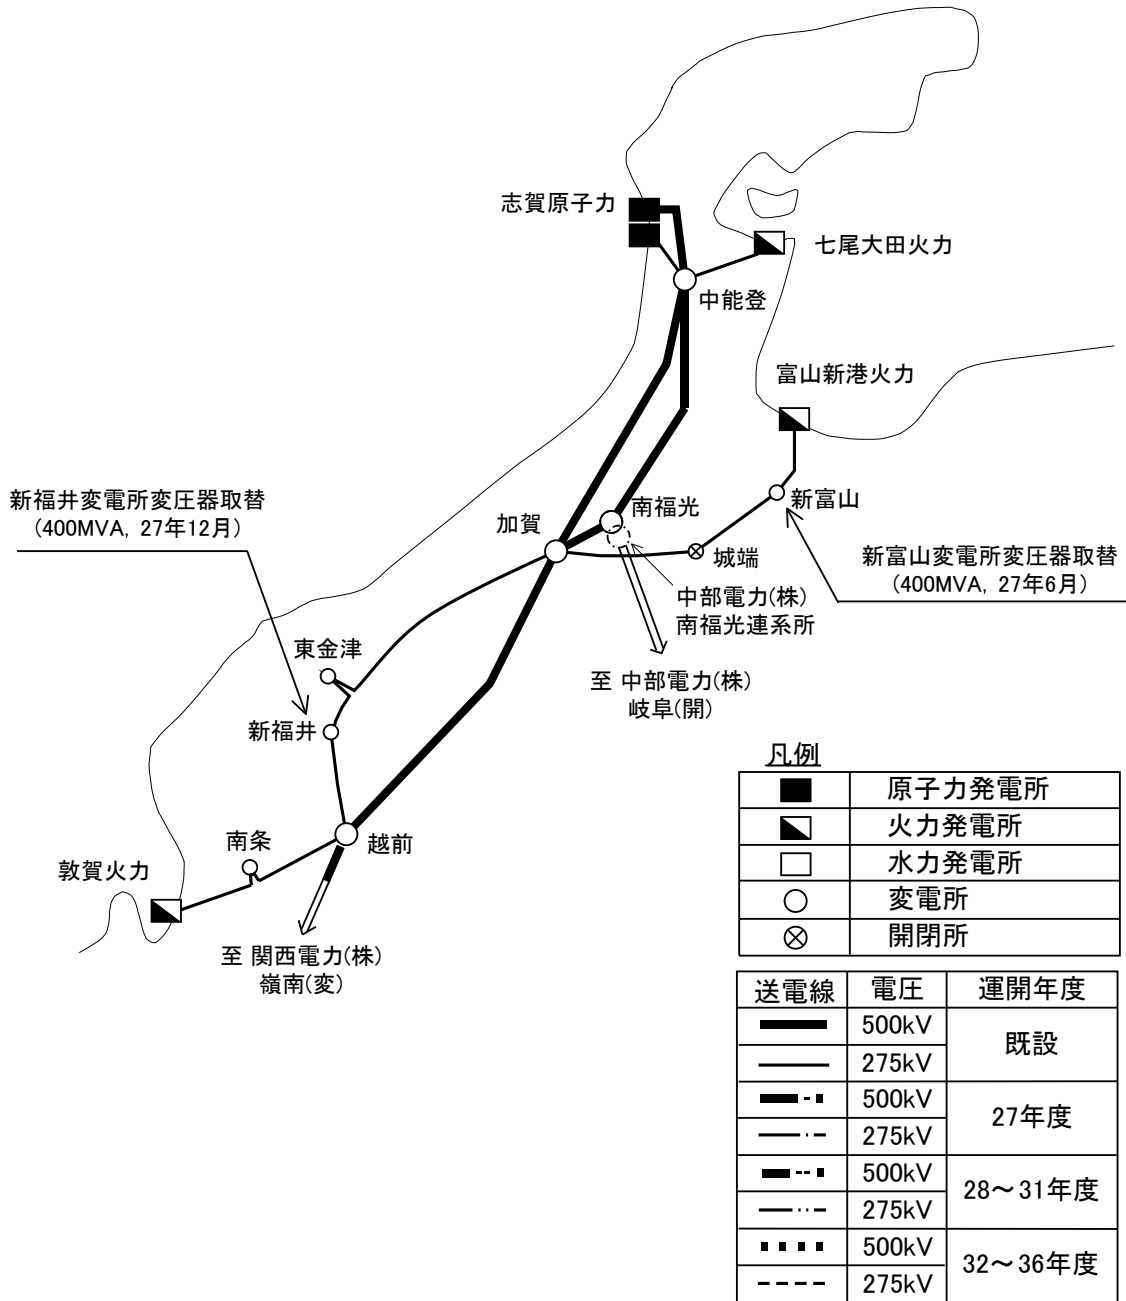 志賀原子力
七尾大田火力
中能登
富山新港火力
新福井変電所変圧器取替
(400MVA, 27年12月)
南福光
新富山
加賀
城端
新富山変電所変圧器取替
(400MVA, 27年6月)
中部電力(株)
南福光連系所
東金津
至 中部電力(株)
岐阜(開)
新福井
越前
南条
敦賀火力
至 関西電力(株)
嶺南(変)
凡例
原子力発電所
火力発電所
水力発電所
変電所
開閉所
送電線 電圧 運開年度
500kV
既設
275kV
500kV
27年度
275kV
500kV
28～31年度
275kV
500kV
32～36年度
275kV